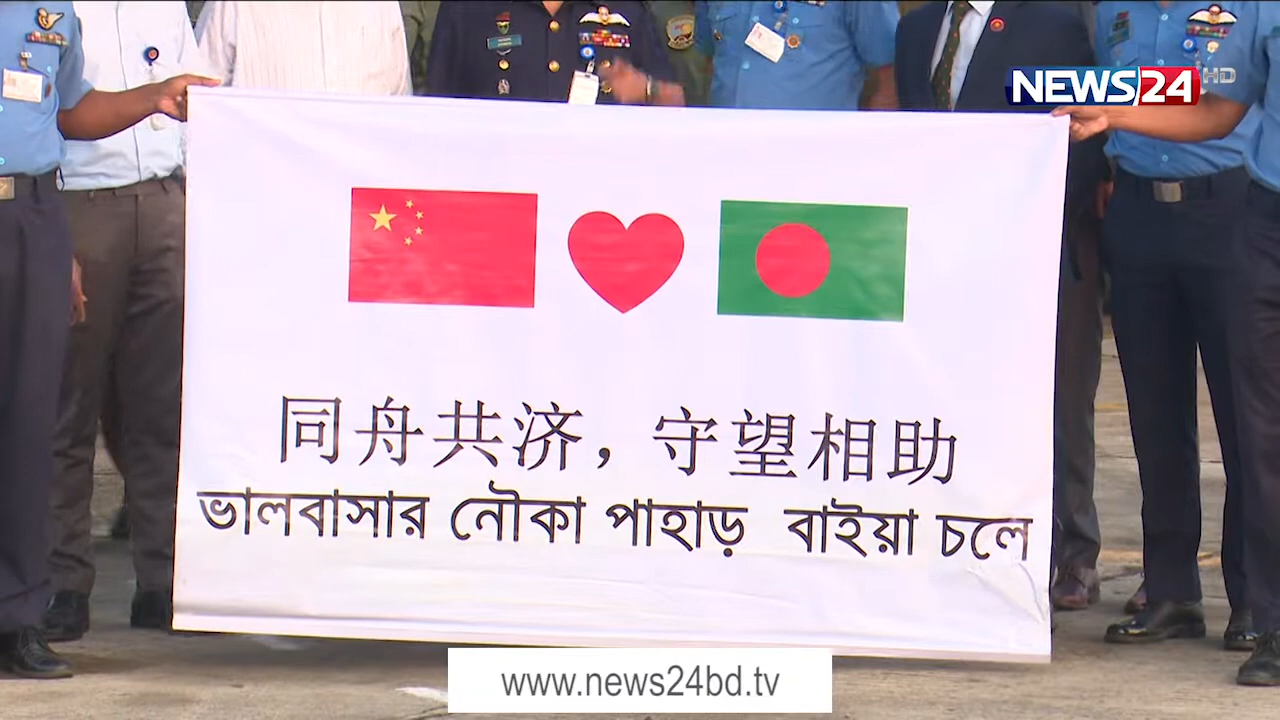 NEWS24 HD
同舟共济，守望相助
ভালবাসার নৌকা পাহাড় বাইয়া চলে
www.news24bd.tv